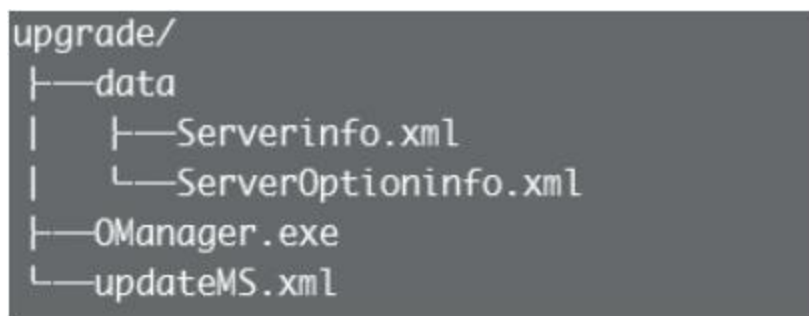 upgrade/
├──data
│   ├──Serverinfo.xml
│   └──ServerOptioninfo.xml
├──OManager.exe
└──updateMS.xml